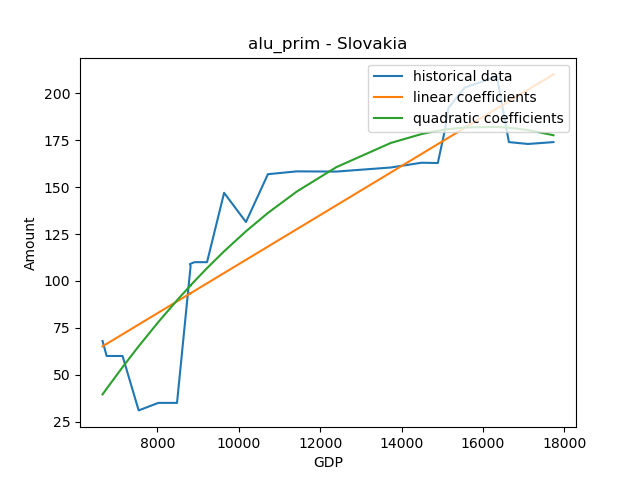 alu_prim - Slovakia
historical data
linear coefficients
quadratic coefficients
Amount
200
175
150
125
100
75
50
25
8000 10000 12000 14000 16000 18000
GDP